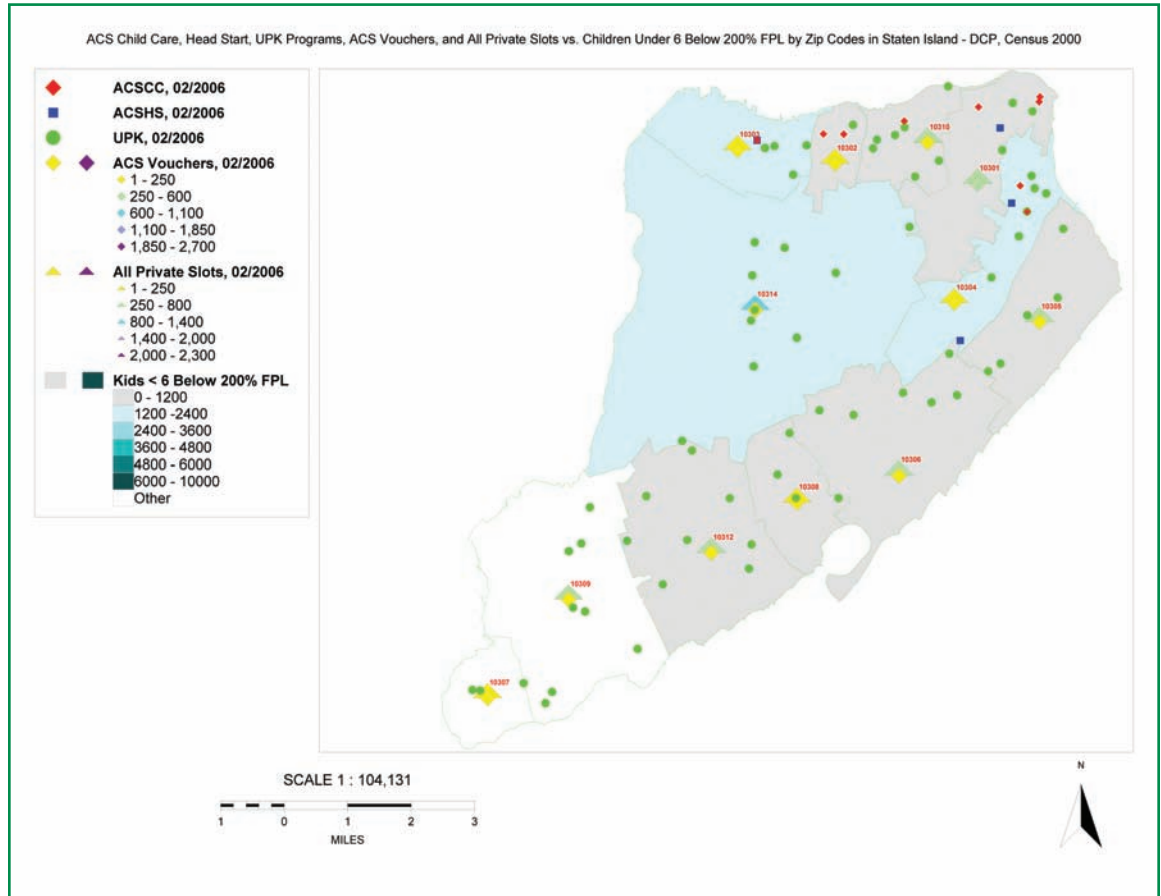 ACS Child Care, Head Start, UPK Programs, ACS Vouchers, and All Private Slots vs. Children Under 6 Below 200% FPL by Zip Codes in Staten Island - DCP, Census 2000
ACSCC, 02/2006
ACSHS, 02/2006
UPK, 02/2006
ACS Vouchers, 02/2006
1 - 250
250 - 600
600 - 1,100
1,100 - 1,850
1,850 - 2,700
All Private Slots, 02/2006
1 - 250
250 - 800
800 - 1,400
1,400 - 2,000
2,000 - 2,300
Kids < 6 Below 200% FPL
0 - 1200
1200 -2400
2400 - 3600
3600 - 4800
4800 - 6000
6000 - 10000
Other
10303
10302
10310
10301
10314
10304
10305
10306
10308
10312
10309
10307
SCALE 1 : 104,131
1 0 1 2 3
MILES
N